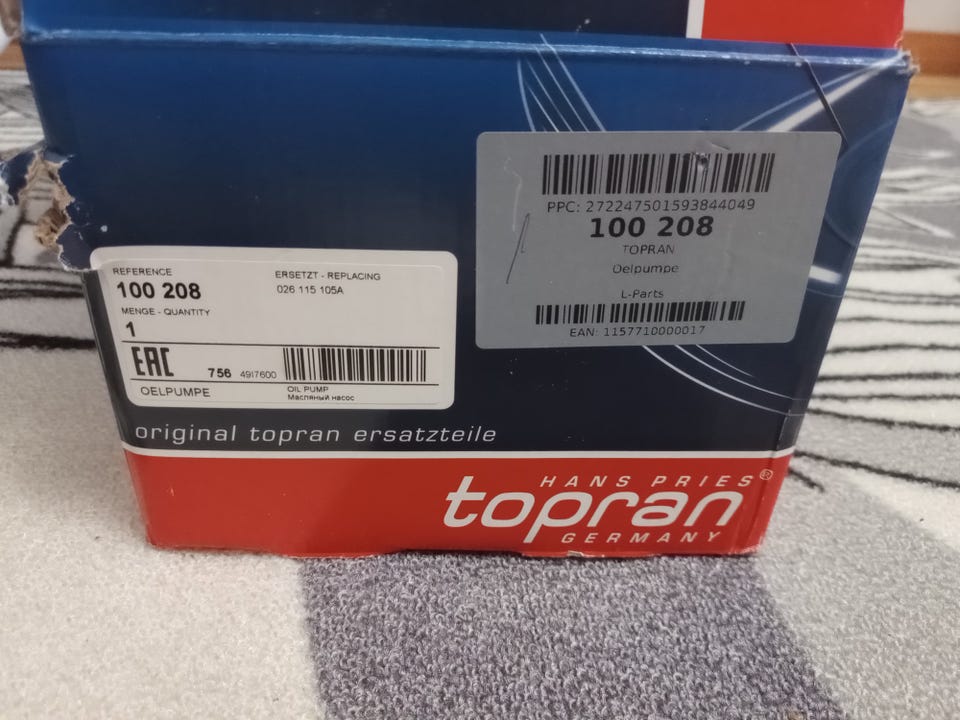 REFERENCE
100 208
MENGE - QUANTITY
1
ERSETZT - REPLACING
026 115 105A
EAC
756 49I7600
OELPUMPE
OIL PUMP
Масляный насос
PPC: 272247501593844049
100 208
TOPRAN
Oelpumpe
L-Parts
EAN: 1157710000017
original topran ersatzteile
HANS PRIES
topran®
GERMANY